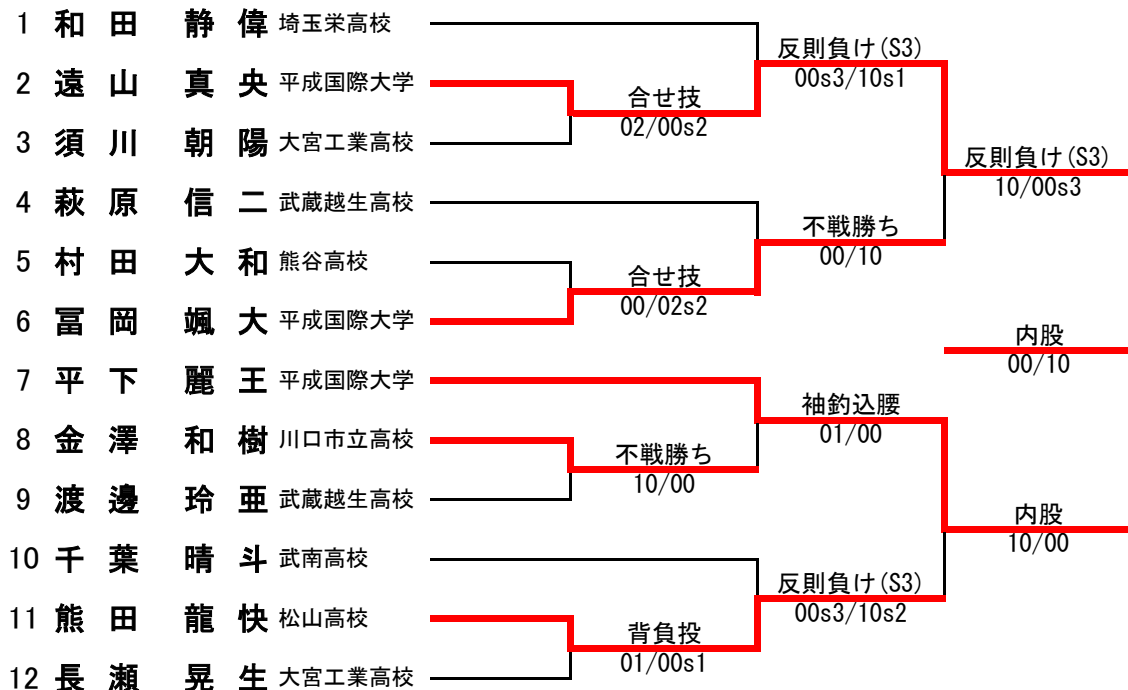 1 和田 静偉 埼玉栄高校
反則負け(S3)
00s3/10s1
2 遠山 真央 平成国際大学
合せ技
02/00s2
3 須川 朝陽 大宮工業高校
反則負け(S3)
10/00s3
4 萩原 信二 武蔵越生高校
不戦勝ち
00/10
5 村田 大和 熊谷高校
合せ技
00/02s2
6 冨岡 颯大 平成国際大学
内股
00/10
7 平下 麗王 平成国際大学
袖釣込腰
01/00
8 金澤 和樹 川口市立高校
不戦勝ち
10/00
9 渡邊 玲亜 武蔵越生高校
内股
10/00
10 千葉 晴斗 武南高校
反則負け(S3)
00s3/10s2
11 熊田 龍快 松山高校
背負投
01/00s1
12 長瀬 晃生 大宮工業高校